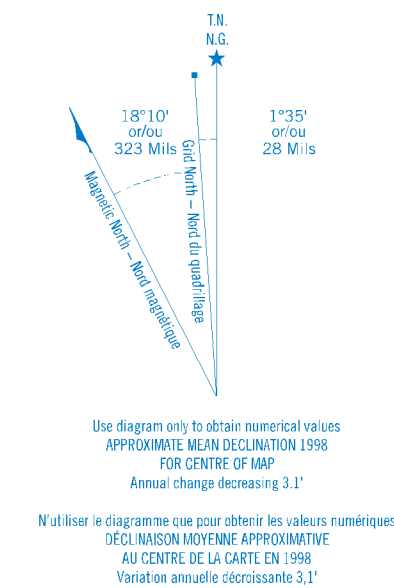 T.N.
N.G.
18°10'
or/ou
323 Mils
1°35'
or/ou
28 Mils
Grid North – Nord du quadrillage
Magnetic North – Nord magnétique
Use diagram only to obtain numerical values
APPROXIMATE MEAN DECLINATION 1998
FOR CENTRE OF MAP
Annual change decreasing 3.1'
N'utiliser le diagramme que pour obtenir les valeurs numériques
DÉCLINAISON MOYENNE APPROXIMATIVE
AU CENTRE DE LA CARTE EN 1998
Variation annuelle décroissante 3,1'